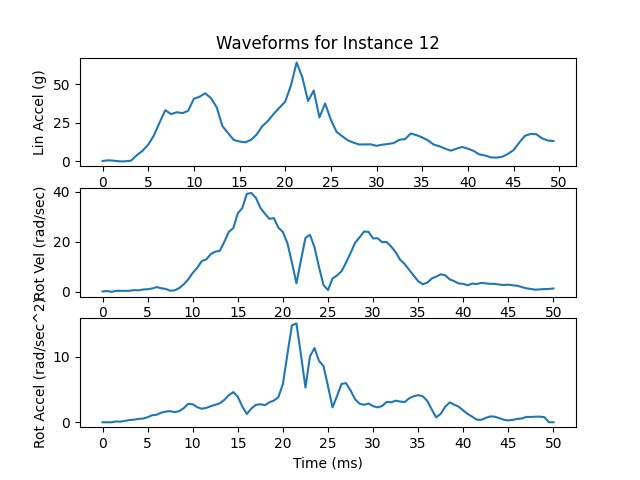 Waveforms for Instance 12
Lin Accel (g)
50
25
0
0 5 10 15 20 25 30 35 40 45 50
Rot Vel (rad/sec)
40
20
0
0 5 10 15 20 25 30 35 40 45 50
Rot Accel (rad/sec^2)
10
0
0 5 10 15 20 25 30 35 40 45 50
Time (ms)